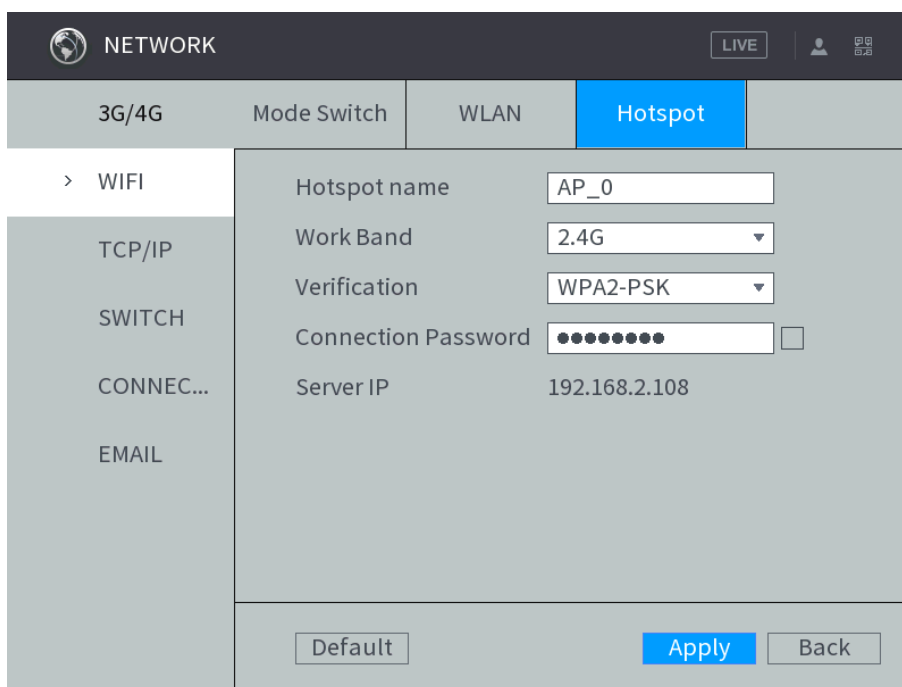 NETWORK
LIVE
3G/4G
Mode Switch
WLAN
Hotspot
> WIFI
TCP/IP
SWITCH
CONNEC...
EMAIL
Hotspot name AP_0
Work Band 2.4G
Verification WPA2-PSK
Connection Password ●●●●●●●●
Server IP 192.168.2.108
Default
Apply
Back